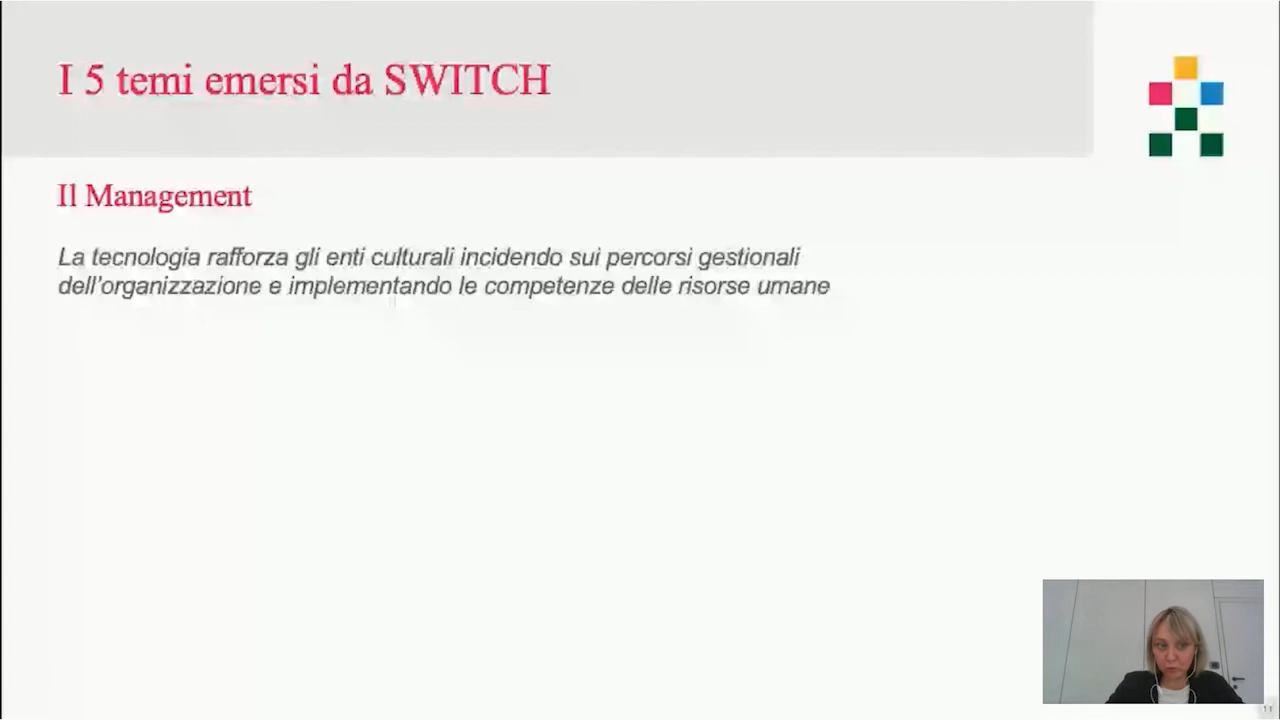 I 5 temi emersi da SWITCH
Il Management
La tecnologia rafforza gli enti culturali incidendo sui percorsi gestionali
dell'organizzazione e implementando le competenze delle risorse umane
11